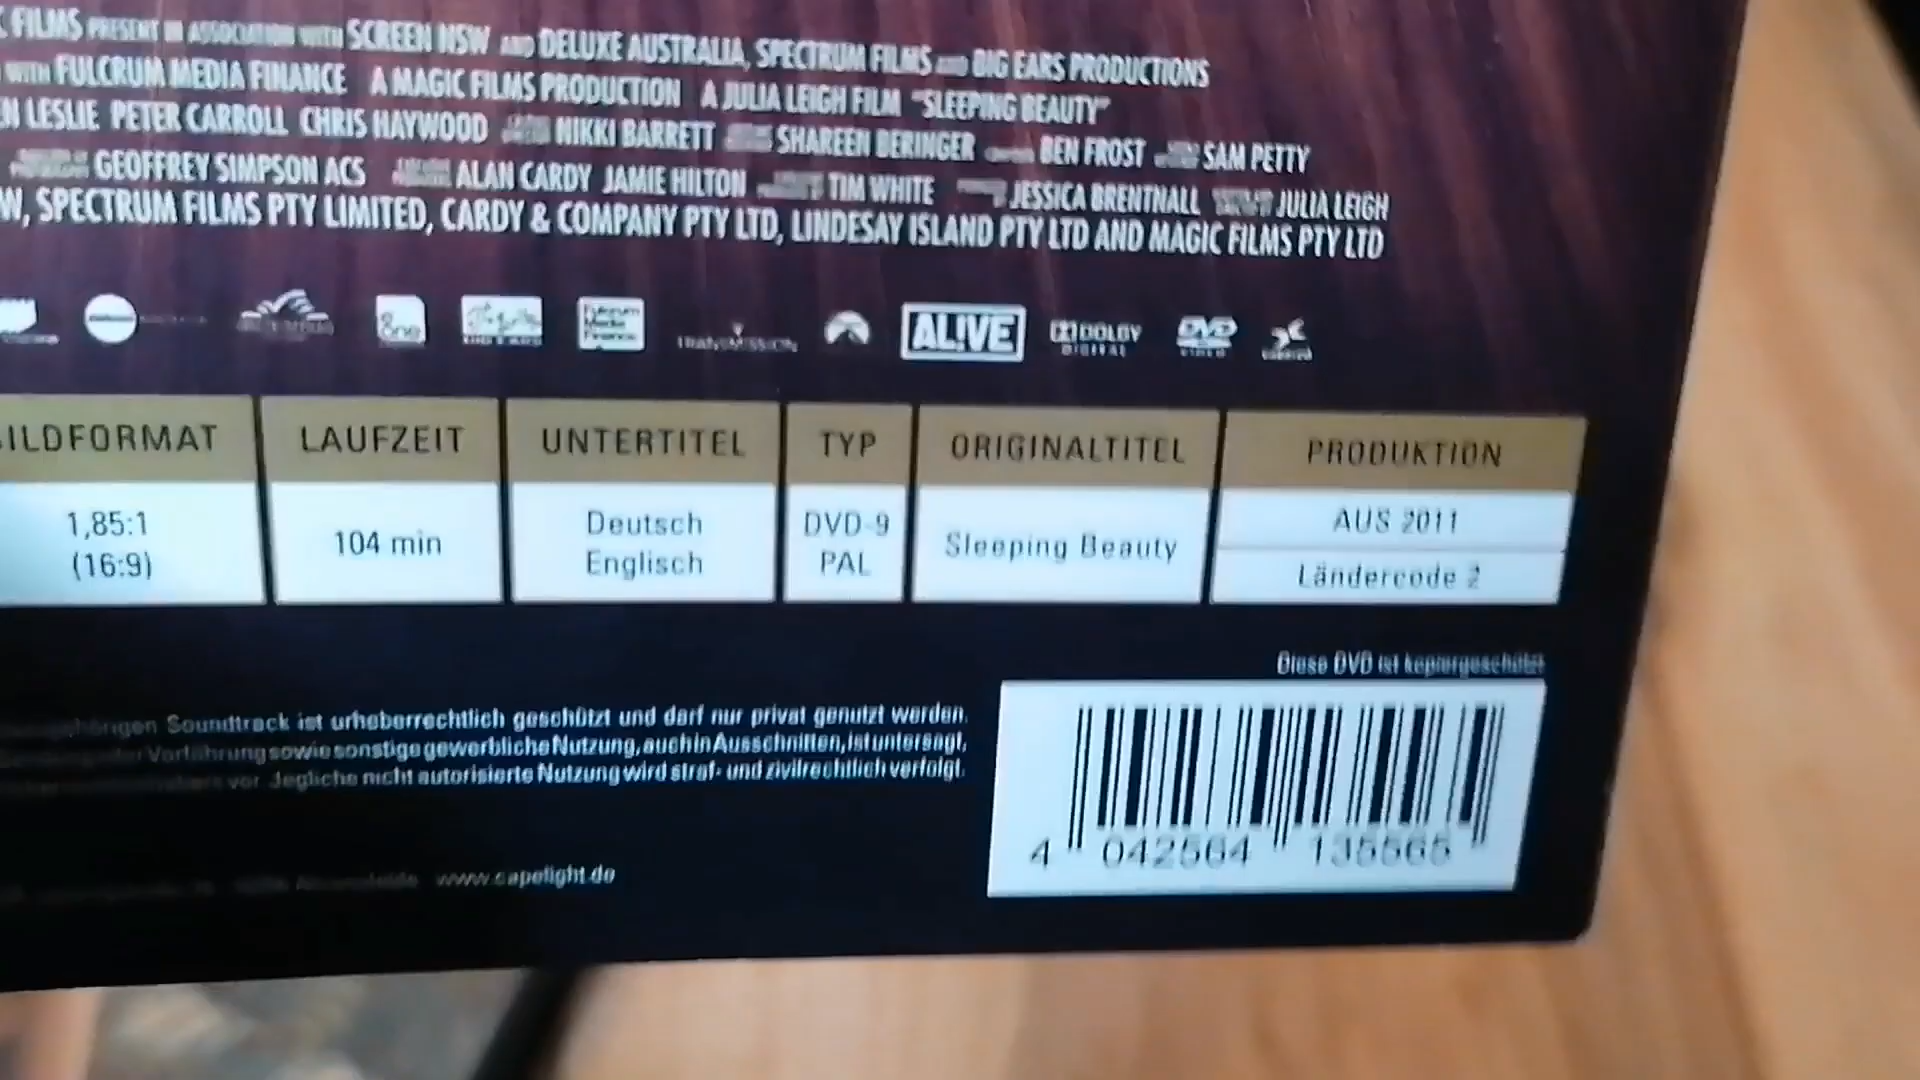 FILMS PRESENT IN ASSOCIATION WITH SCREEN NSW AND DELUXE AUSTRALIA, SPECTRUM FILMS AND BIG EARS PRODUCTIONS
WITH FULCRUM MEDIA FINANCE A MAGIC FILMS PRODUCTION A JULIA LEIGH FILM "SLEEPING BEAUTY"
LESLIE PETER CARROLL CHRIS HAYWOOD NIKKI BARRETT SHAREEN BERINGER BEN FROST SAM PETTY
GEOFFREY SIMPSON ACS ALAN CARDY JAMIE HILTON TIM WHITE JESSICA BRENTNALL JULIA LEIGH
W, SPECTRUM FILMS PTY LIMITED, CARDY & COMPANY PTY LTD, LINDESAY ISLAND PTY LTD AND MAGIC FILMS PTY LTD
Fulcrum Media Finance TRANSMISSION AL!VE DOLBY DIGITAL DVD VIDEO
ILDFORMAT LAUFZEIT UNTERTITEL TYP ORIGINALTITEL PRODUKTION
1,85:1 (16:9)
104 min
Deutsch Englisch
DVD-9 PAL
Sleeping Beauty
AUS 2011
Ländercode 2
Diese DVD ist kopiergeschützt
Soundtrack ist urheberrechtlich geschützt und darf nur privat genutzt werden.
Vorführung sowie sonstige gewerbliche Nutzung, auch in Ausschnitten, ist untersagt,
vor. Jegliche nicht autorisierte Nutzung wird straf- und zivilrechtlich verfolgt.
www.capelight.de
4 042564 135565